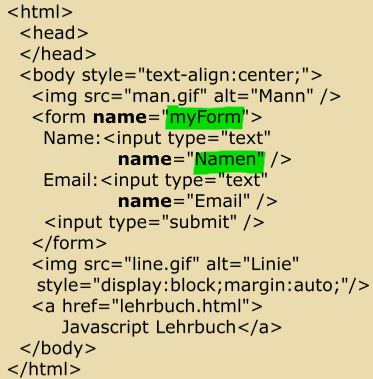 <html>
<head>
</head>
<body style="text-align:center;">
<img src="man.gif" alt="Mann" />
<form name="myForm">
Name:<input type="text"
name="Namen" />
Email:<input type="text"
name="Email" />
<input type="submit" />
</form>
<img src="line.gif" alt="Linie"
style="display:block;margin:auto;"/>
<a href="lehrbuch.html">
Javascript Lehrbuch</a>
</body>
</html>